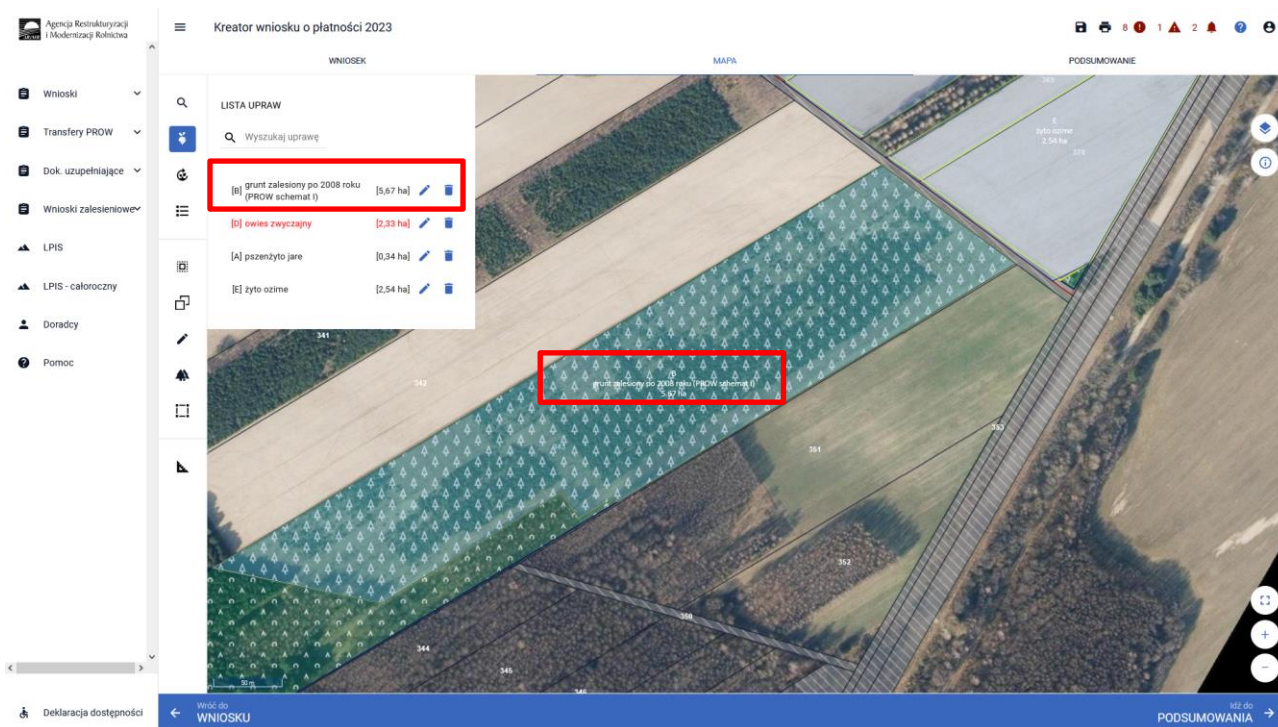 Agencja Restrukturyzacji
i Modernizacji Rolnictwa
Kreator wniosku o płatności 2023
8 1 2
WNIOSEK
MAPA
PODSUMOWANIE
Wnioski
Transfery PROW
Dok. uzupełniające
Wnioski zalesieniowe
LPIS
LPIS - całoroczny
Doradcy
Pomoc
Deklaracja dostępności
LISTA UPRAW
Wyszukaj uprawę
[B] grunt zalesiony po 2008 roku (PROW schemat I) [5,67 ha]
[D] owies zwyczajny [2,33 ha]
[A] pszenżyto jare [0,34 ha]
[E] żyto ozime [2,54 ha]
E
żyto ozime
2,54 ha
341
B
grunt zalesiony po 2008 roku (PROW schemat I)
5.67 ha
353
351
352
344
50 m
Wróć do
WNIOSKU
Idź do
PODSUMOWANIA